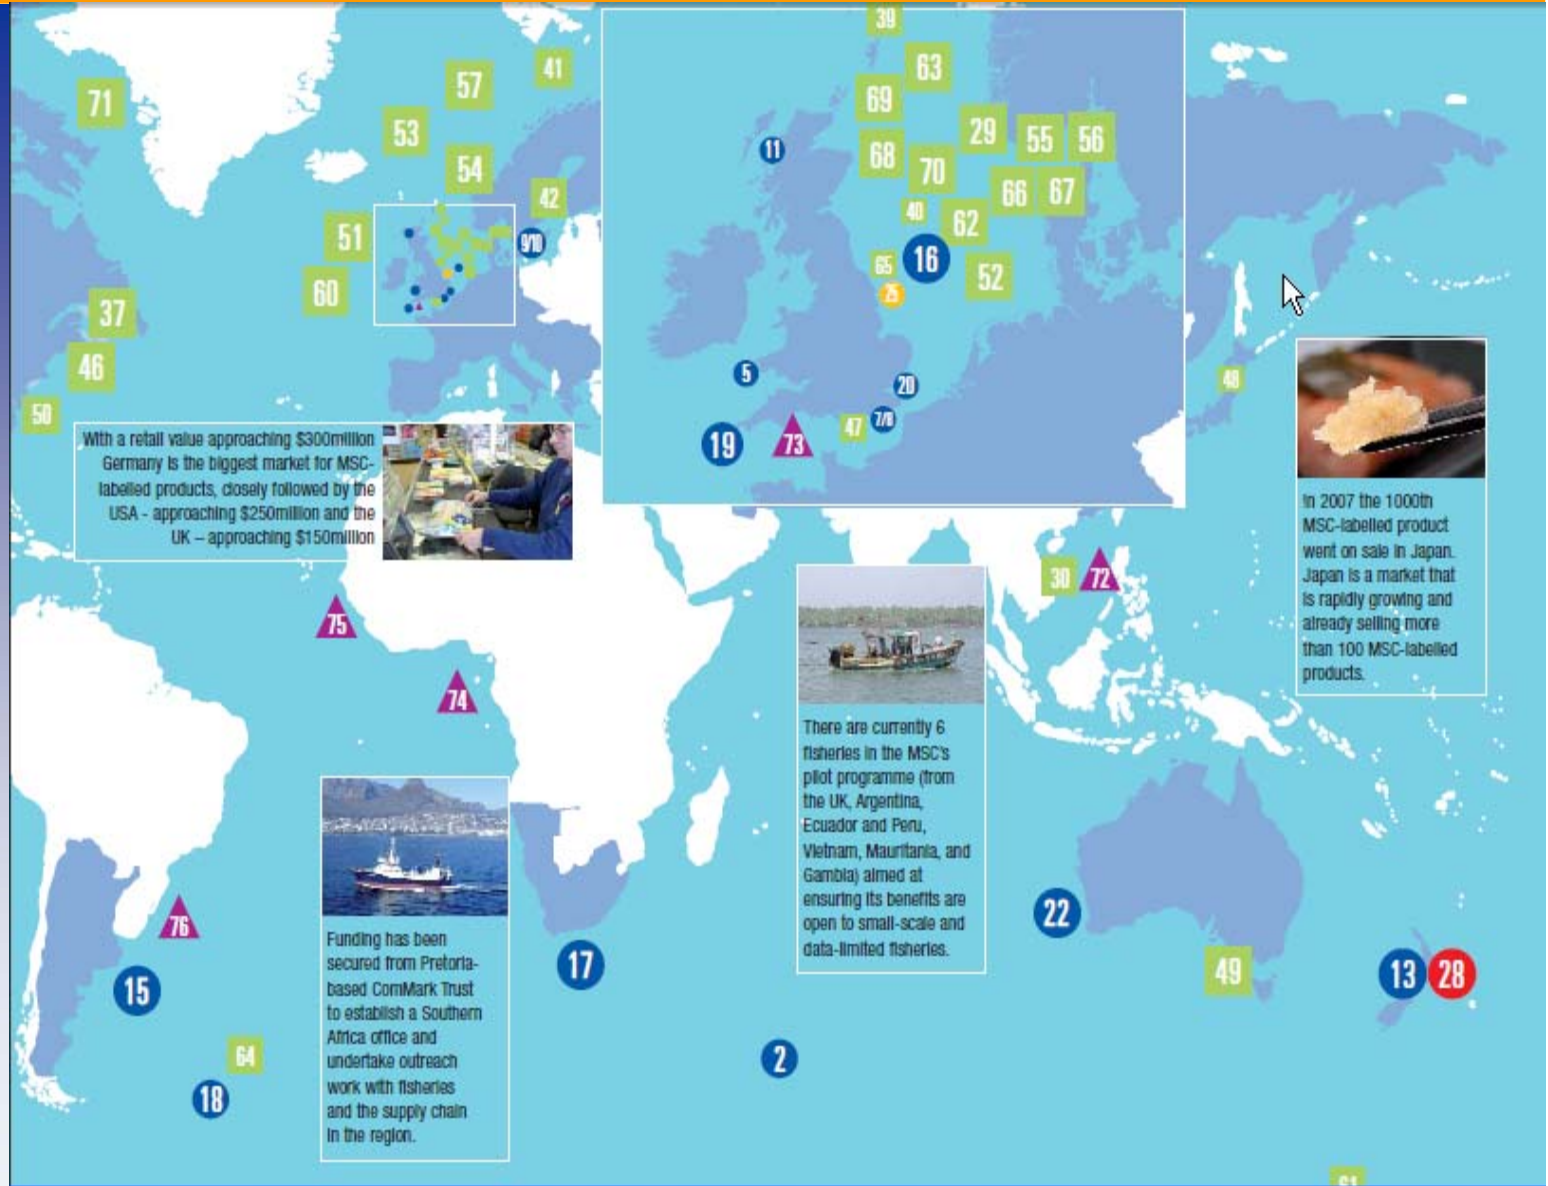 39
41
57
63
71
69
53
29
55
56
11
68
54
70
66
67
42
40
62
51
9/10
16
65
52
60
25
37
46
5
48
20
50
47
7/8
19
73
With a retail value approaching $300million
Germany is the biggest market for MSC-
labelled products, closely followed by the
USA - approaching $250million and the
UK – approaching $150million
In 2007 the 1000th
MSC-labelled product
went on sale in Japan.
Japan is a market that
is rapidly growing and
already selling more
than 100 MSC-labelled
products.
30
72
75
74
There are currently 6
fisheries in the MSC's
pilot programme (from
the UK, Argentina,
Ecuador and Peru,
Vietnam, Mauritania, and
Gambia) aimed at
ensuring its benefits are
open to small-scale and
data-limited fisheries.
76
22
Funding has been
secured from Pretoria-
based ComMark Trust
to establish a Southern
Africa office and
undertake outreach
work with fisheries
and the supply chain
in the region.
17
15
49
13
28
64
2
18